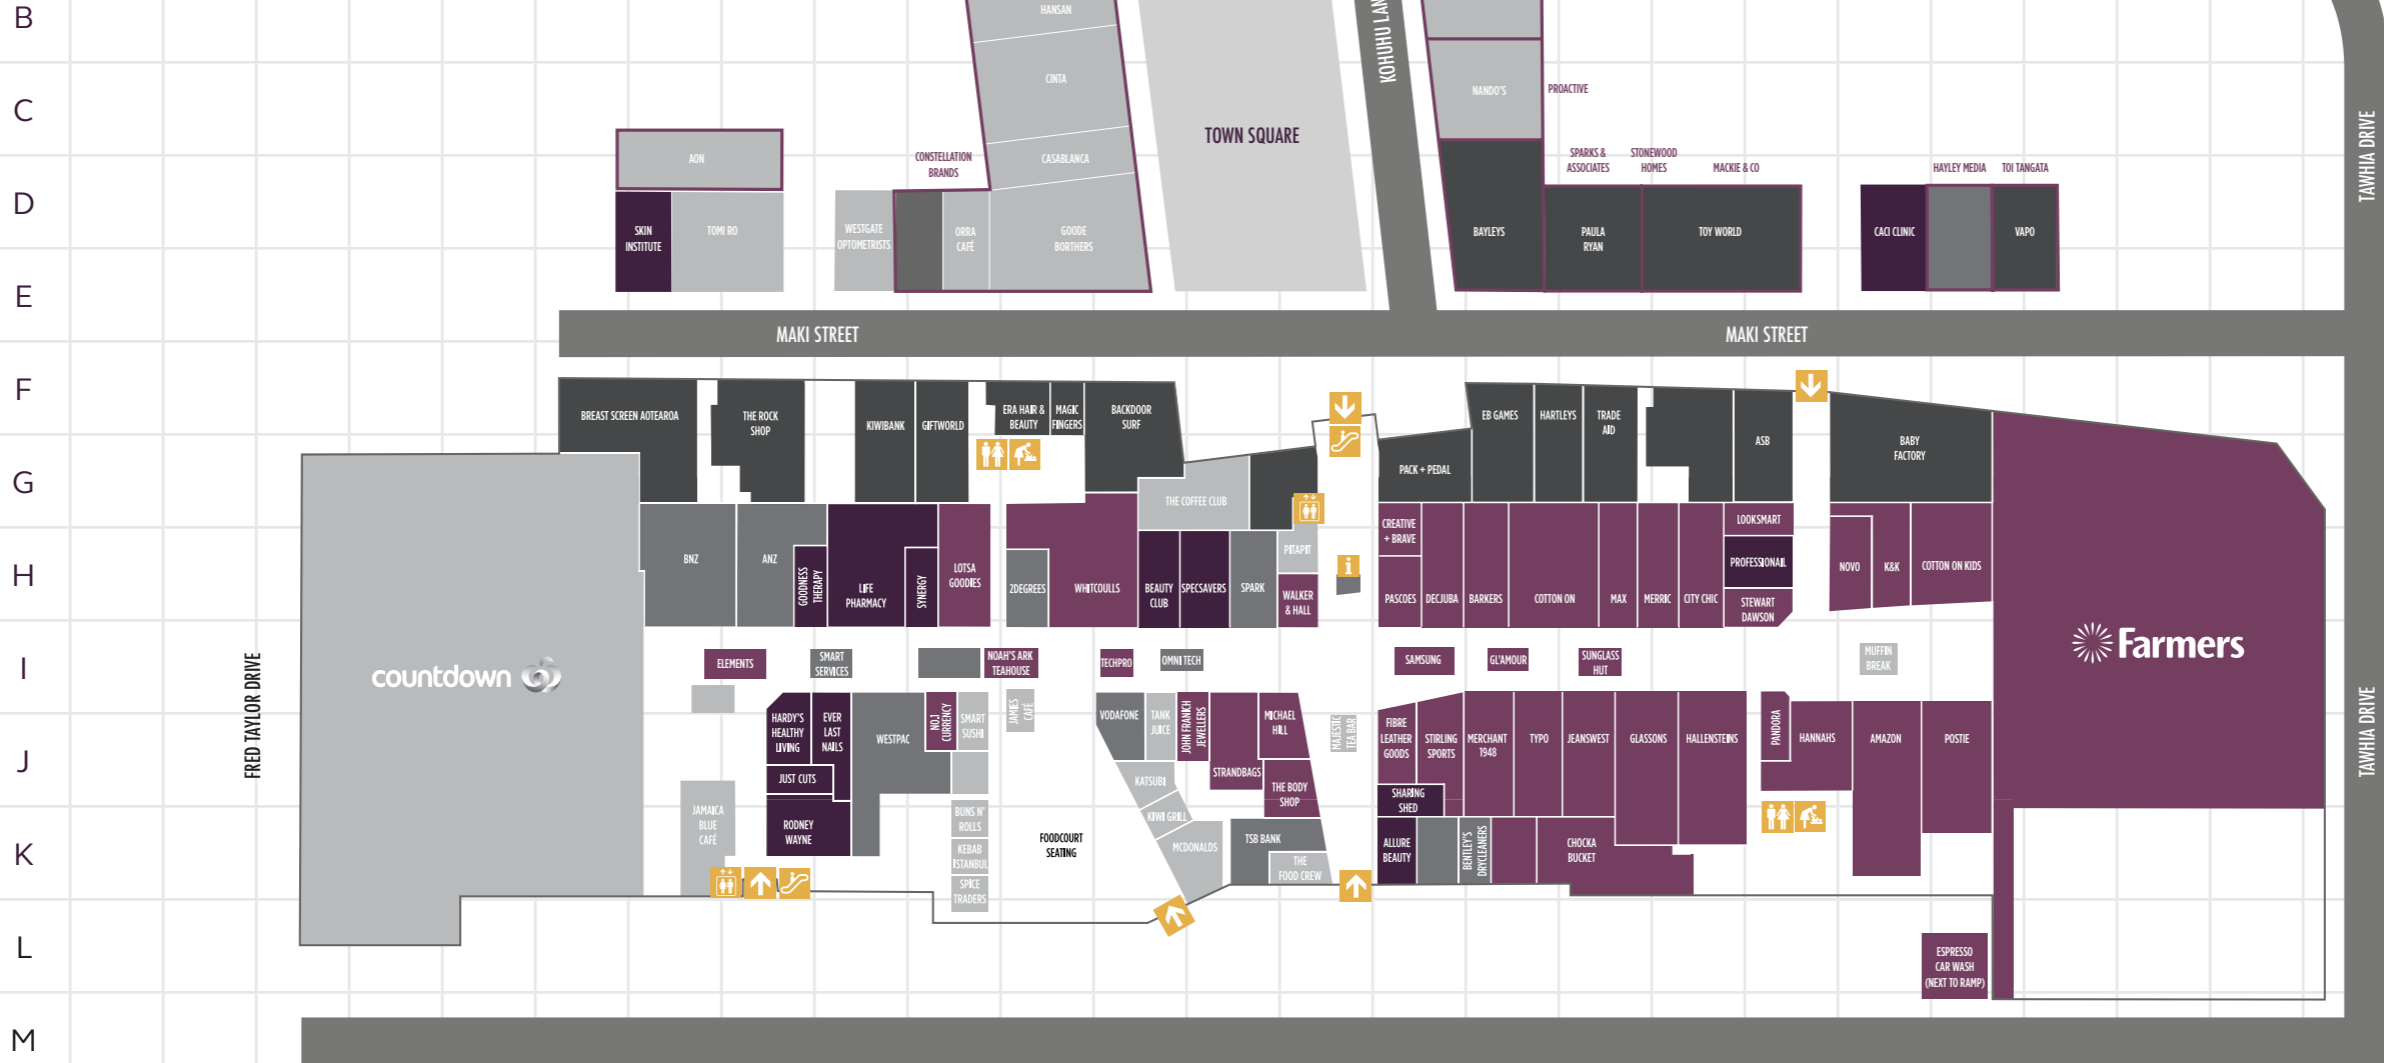 B
HANSAN
KOHUHU LAN
CINTA
C
NANDO'S
PROACTIVE
TAWHIA DRIVE
TOWN SQUARE
AON
CONSTELLATION
BRANDS
CASABLANCA
SPARKS &
ASSOCIATES
STONEWOOD
HOMES
MACKIE & CO
HAYLEY MEDIA
TOI TANGATA
D
SKIN
INSTITUTE
TOMI RO
WESTGATE
OPTOMETRISTS
ORRA
CAFÉ
GOODE
BORTHERS
BAYLEYS
PAULA
RYAN
TOY WORLD
CACI CLINIC
VAPO
E
MAKI STREET
MAKI STREET
F
BREAST SCREEN AOTEAROA
THE ROCK
SHOP
KIWIBANK
GIFTWORLD
ERA HAIR &
BEAUTY
MAGIC
FINGERS
BACKDOOR
SURF
EB GAMES
HARTLEYS
TRADE
AID
ASB
BABY
FACTORY
G
PACK + PEDAL
THE COFFEE CLUB
CREATIVE
+ BRAVE
LOOKSMART
H
BNZ
ANZ
GOODNESS
THERAPY
LIFE
PHARMACY
SYNERGY
LOTSA
GOODIES
2DEGREES
WHITCOULLS
BEAUTY
CLUB
SPECSAVERS
SPARK
PITAPIT
WALKER
& HALL
i
PASCOES
DECJUBA
BARKERS
COTTON ON
MAX
MERRIC
CITY CHIC
PROFESSIONAIL
STEWART
DAWSON
NOVO
K&K
COTTON ON KIDS
I
FRED TAYLOR DRIVE
countdown
ELEMENTS
SMART
SERVICES
NOAH'S ARK
TEAHOUSE
TECHPRO
OMNI TECH
SAMSUNG
GL'AMOUR
SUNGLASS
HUT
MUFFIN
BREAK
Farmers
TAWHIA DRIVE
J
HARDY'S
HEALTHY
LIVING
EVER
LAST
NAILS
WESTPAC
NO.1
CURRENCY
SMART
SUSHI
JAMES
CAFÉ
VODAFONE
TANK
JUICE
JOHN FRANICH
JEWELLERS
MICHAEL
HILL
MAJESTIC
TEA BAR
FIBRE
LEATHER
GOODS
STIRLING
SPORTS
MERCHANT
1948
TYPO
JEANSWEST
GLASSONS
HALLENSTEINS
PANDORA
HANNAHS
AMAZON
POSTIE
JUST CUTS
KATSUBI
STRANDBAGS
THE BODY
SHOP
SHARING
SHED
K
JAMAICA
BLUE
CAFÉ
RODNEY
WAYNE
BUNS N'
ROLLS
KEBAB
ISTANBUL
SPICE
TRADERS
FOODCOURT
SEATING
KIWI GRILL
MCDONALDS
TSB BANK
THE
FOOD CREW
ALLURE
BEAUTY
BENTLEY'S
DRYCLEANERS
CHOCKA
BUCKET
L
ESPRESSO
CAR WASH
(NEXT TO RAMP)
M